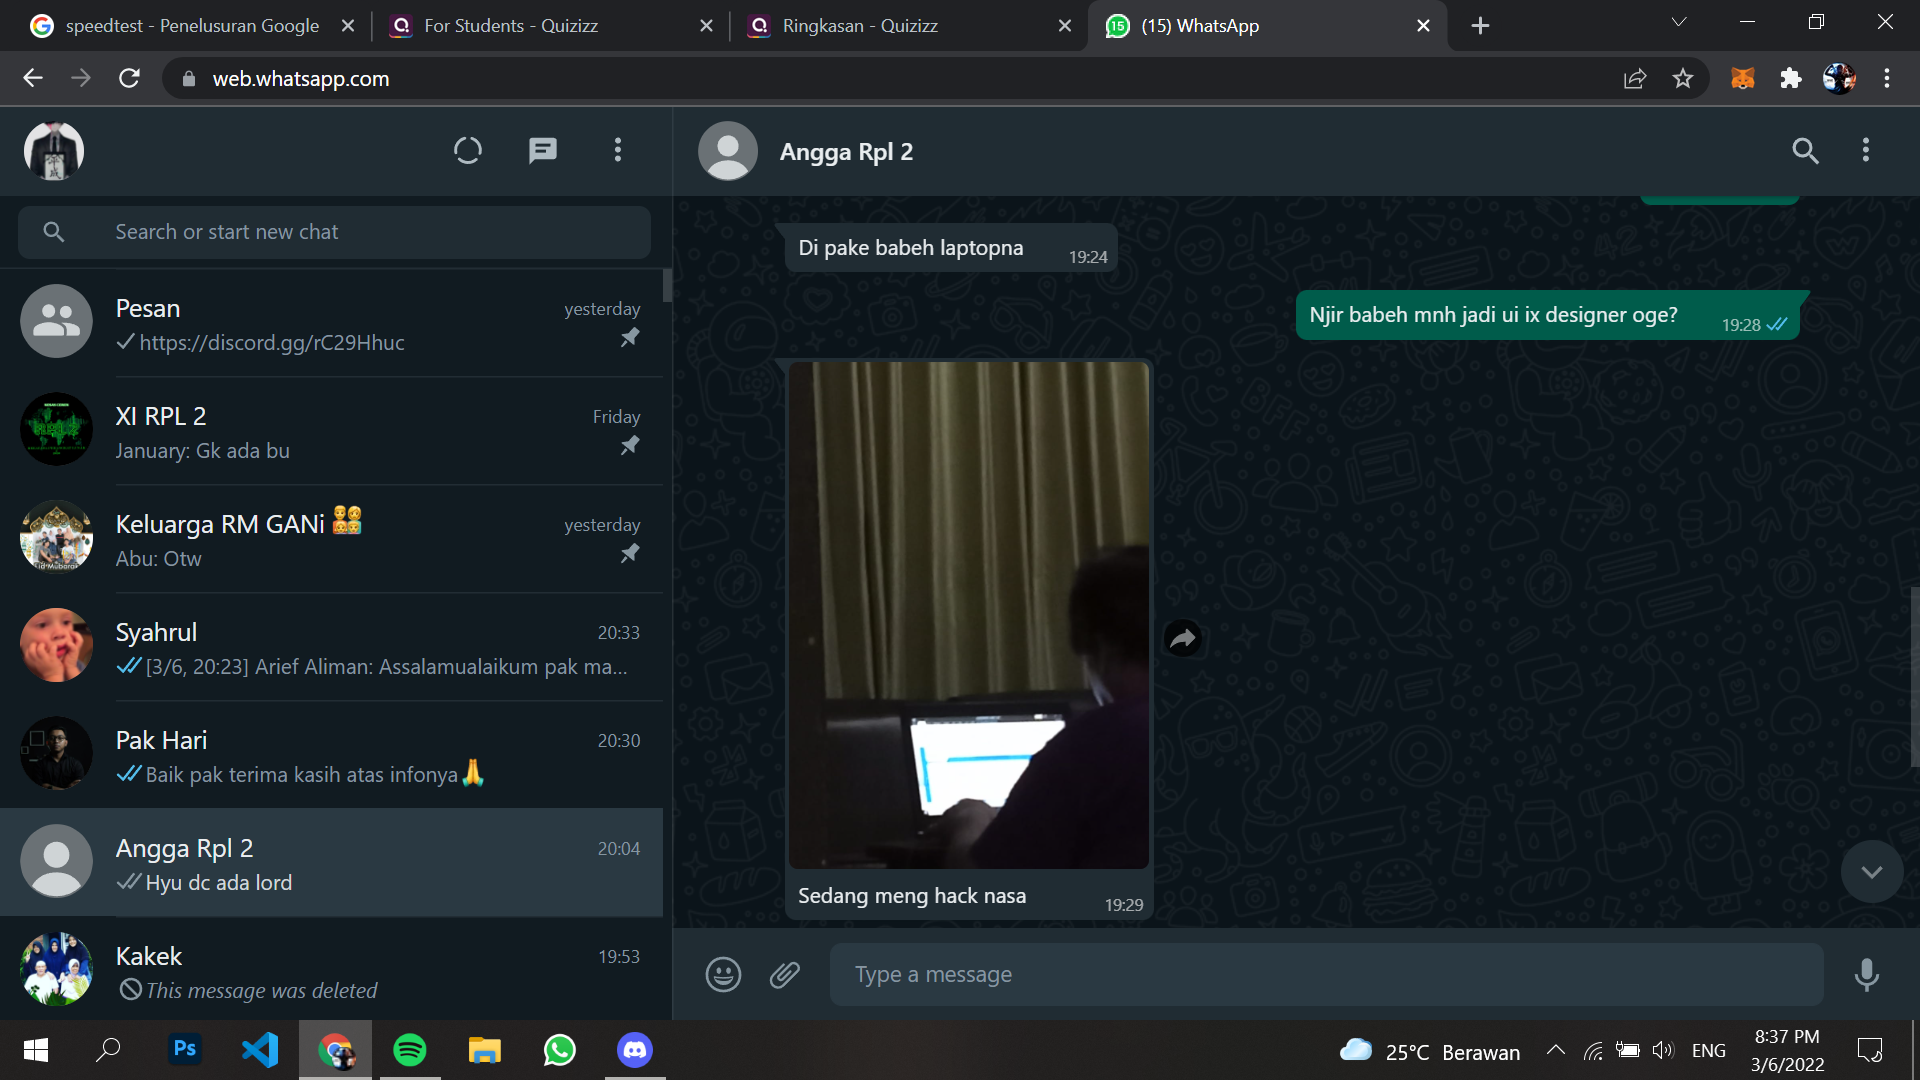 speedtest - Penelusuran Google
For Students - Quizizz
Ringkasan - Quizizz
(15) WhatsApp
web.whatsapp.com
Angga Rpl 2
Search or start new chat
Pesan
yesterday
https://discord.gg/rC29Hhuc
XI RPL 2
Friday
January: Gk ada bu
Keluarga RM GANi
yesterday
Abu: Otw
Syahrul
20:33
[3/6, 20:23] Arief Aliman: Assalamualaikum pak ma...
Pak Hari
20:30
Baik pak terima kasih atas infonya🙏
Angga Rpl 2
20:04
Hyu dc ada lord
Kakek
19:53
This message was deleted
Di pake babeh laptopna
19:24
Njir babeh mnh jadi ui ix designer oge?
19:28
Sedang meng hack nasa
19:29
Type a message
Ps
25°C Berawan
ENG
8:37 PM
3/6/2022